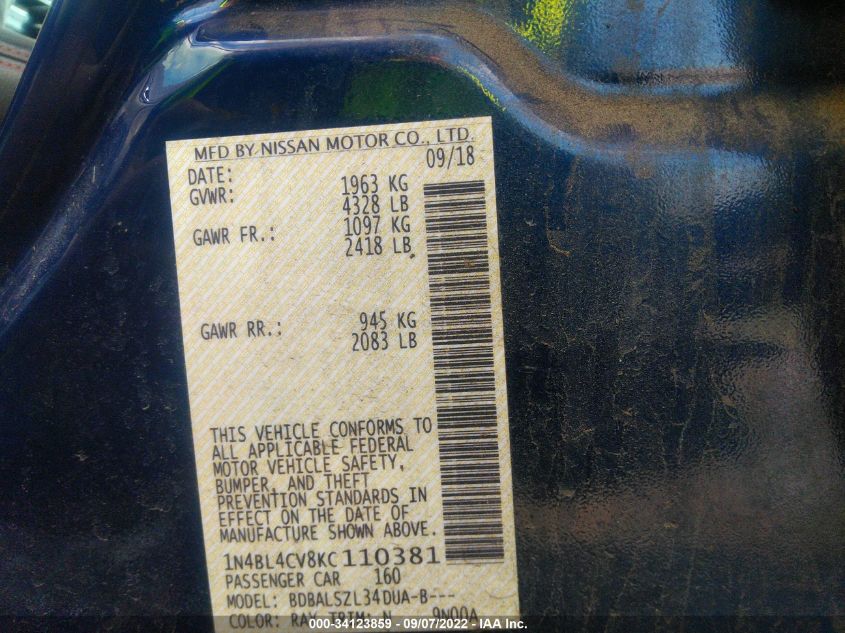 MFD BY NISSAN MOTOR CO., LTD.
DATE: 09/18
GVWR: 1963 KG
4328 LB
GAWR FR.: 1097 KG
2418 LB
GAWR RR.: 945 KG
2083 LB
THIS VEHICLE CONFORMS TO
ALL APPLICABLE FEDERAL
MOTOR VEHICLE SAFETY,
BUMPER, AND THEFT
PREVENTION STANDARDS IN
EFFECT ON THE DATE OF
MANUFACTURE SHOWN ABOVE.
1N4BL4CV8KC110381
PASSENGER CAR 160
MODEL: BDBALSZL34DUA-B---
COLOR: RAY TRIM: N
000-34123859 - 09/07/2022 - IAA Inc.